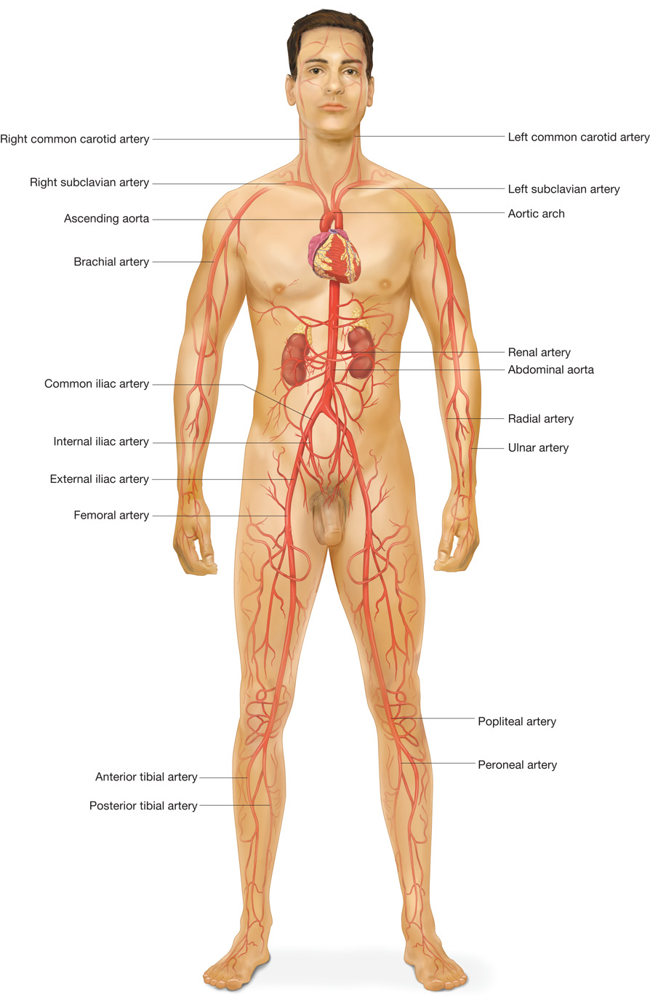 Right common carotid artery
Left common carotid artery
Right subclavian artery
Left subclavian artery
Ascending aorta
Aortic arch
Brachial artery
Renal artery
Abdominal aorta
Common iliac artery
Radial artery
Internal iliac artery
Ulnar artery
External iliac artery
Femoral artery
Popliteal artery
Peroneal artery
Anterior tibial artery
Posterior tibial artery